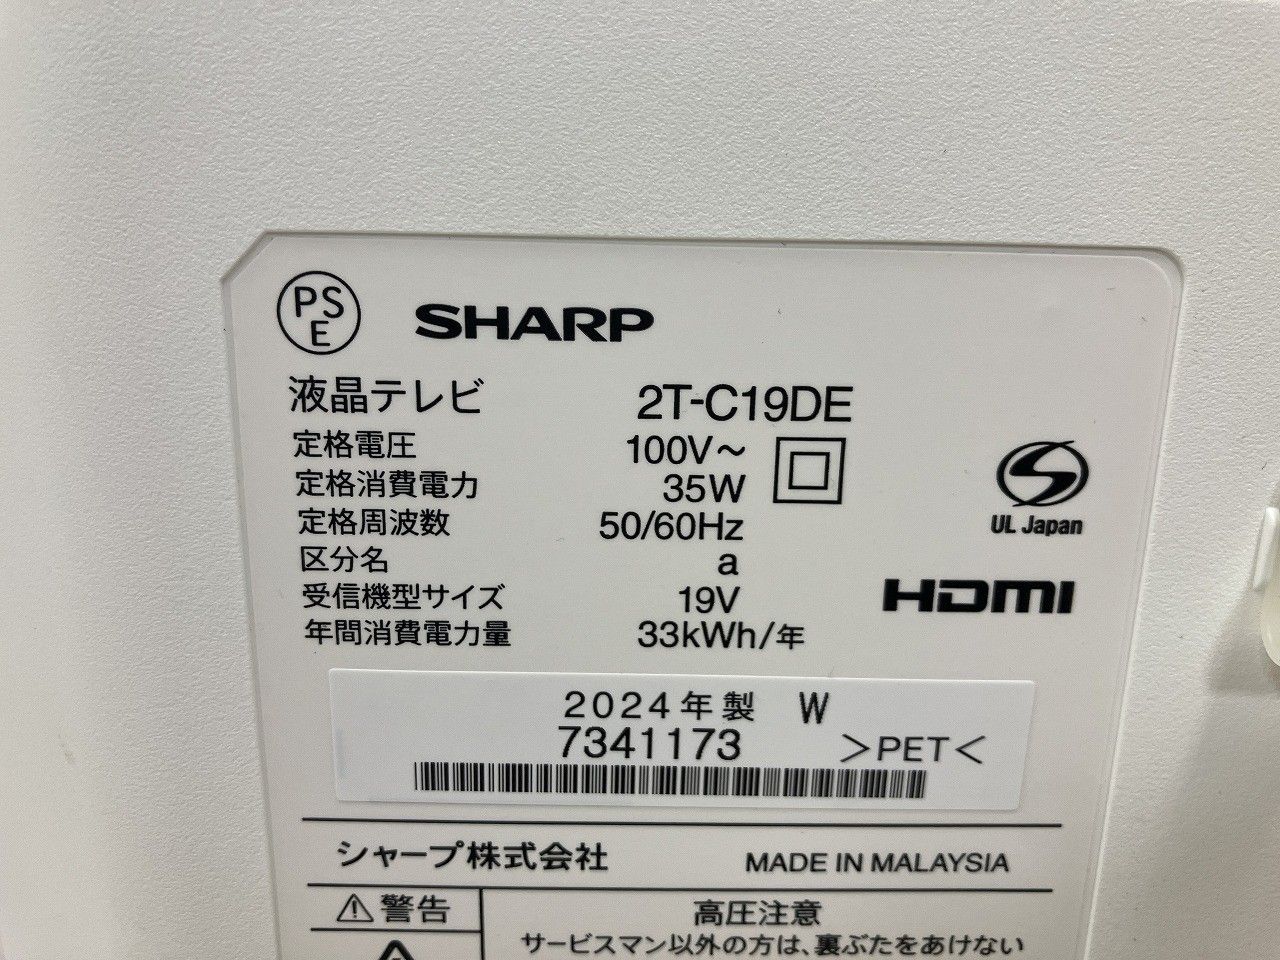 PS
E
SHARP
液晶テレビ 2T-C19DE
定格電圧 100V～
定格消費電力 35W
定格周波数 50/60Hz
区分名 a
受信機型サイズ 19V
年間消費電力量 33kWh/年
S
UL Japan
HDMI
2024年製 W
7341173 >PET<
シャープ株式会社 MADE IN MALAYSIA
警告 高圧注意
サービスマン以外の方は、裏ぶたをあけない